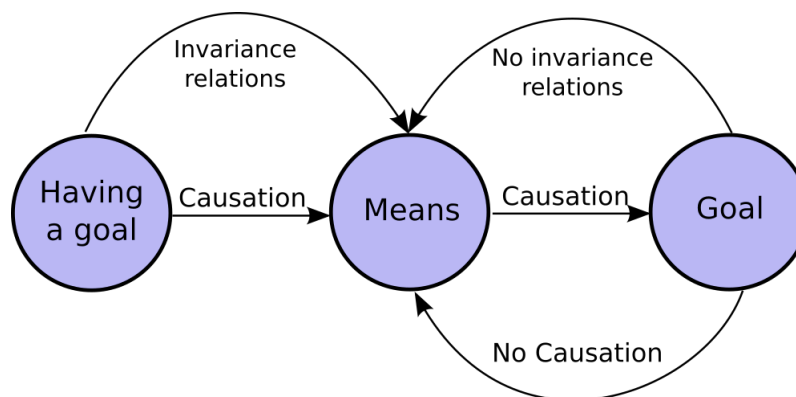 Invariance
relations
No invariance
relations
Having
a goal
Causation
Means
Causation
Goal
No Causation